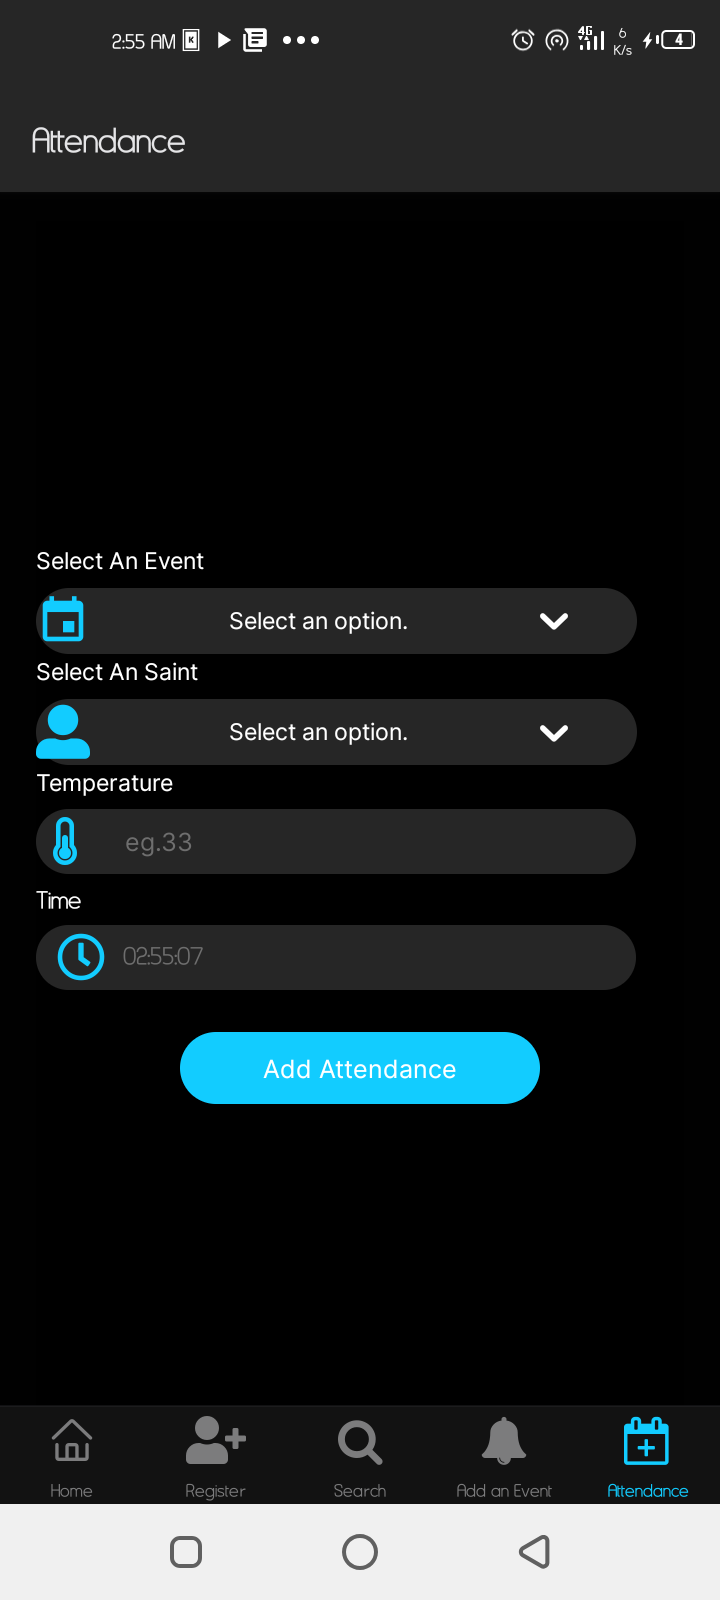 2:55 AM
4G
6
K/s
4
Attendance
Select An Event
Select an option.
Select An Saint
Select an option.
Temperature
eg.33
Time
02:55:07
Add Attendance
Home
Register
Search
Add an Event
Attendance